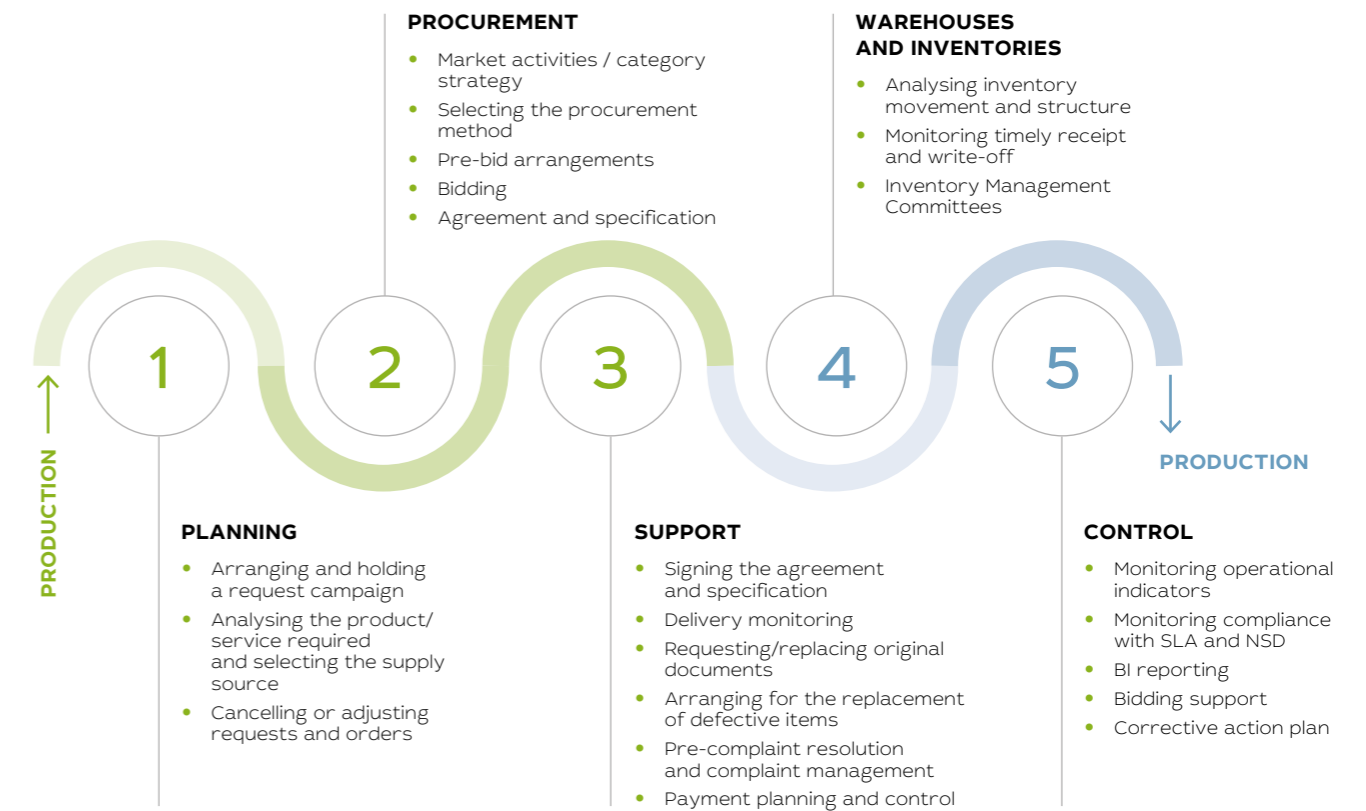 PROCUREMENT
• Market activities / category
strategy
• Selecting the procurement
method
• Pre-bid arrangements
• Bidding
• Agreement and specification
WAREHOUSES
AND INVENTORIES
• Analysing inventory
movement and structure
• Monitoring timely receipt
and write-off
• Inventory Management
Committees
1
2
3
4
5
PRODUCTION
PRODUCTION
PLANNING
• Arranging and holding
a request campaign
• Analysing the product/
service required
and selecting the supply
source
• Cancelling or adjusting
requests and orders
SUPPORT
• Signing the agreement
and specification
• Delivery monitoring
• Requesting/replacing original
documents
• Arranging for the replacement
of defective items
• Pre-complaint resolution
and complaint management
• Payment planning and control
CONTROL
• Monitoring operational
indicators
• Monitoring compliance
with SLA and NSD
• BI reporting
• Bidding support
• Corrective action plan